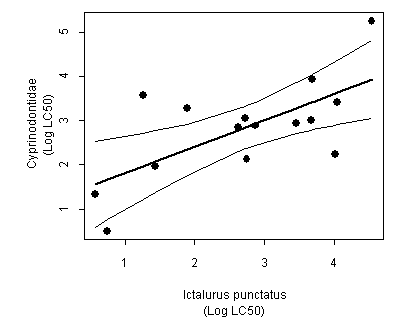 Cyprinodontidae
(Log LC50)
5
4
3
2
1
1 2 3 4
Ictalurus punctatus
(Log LC50)